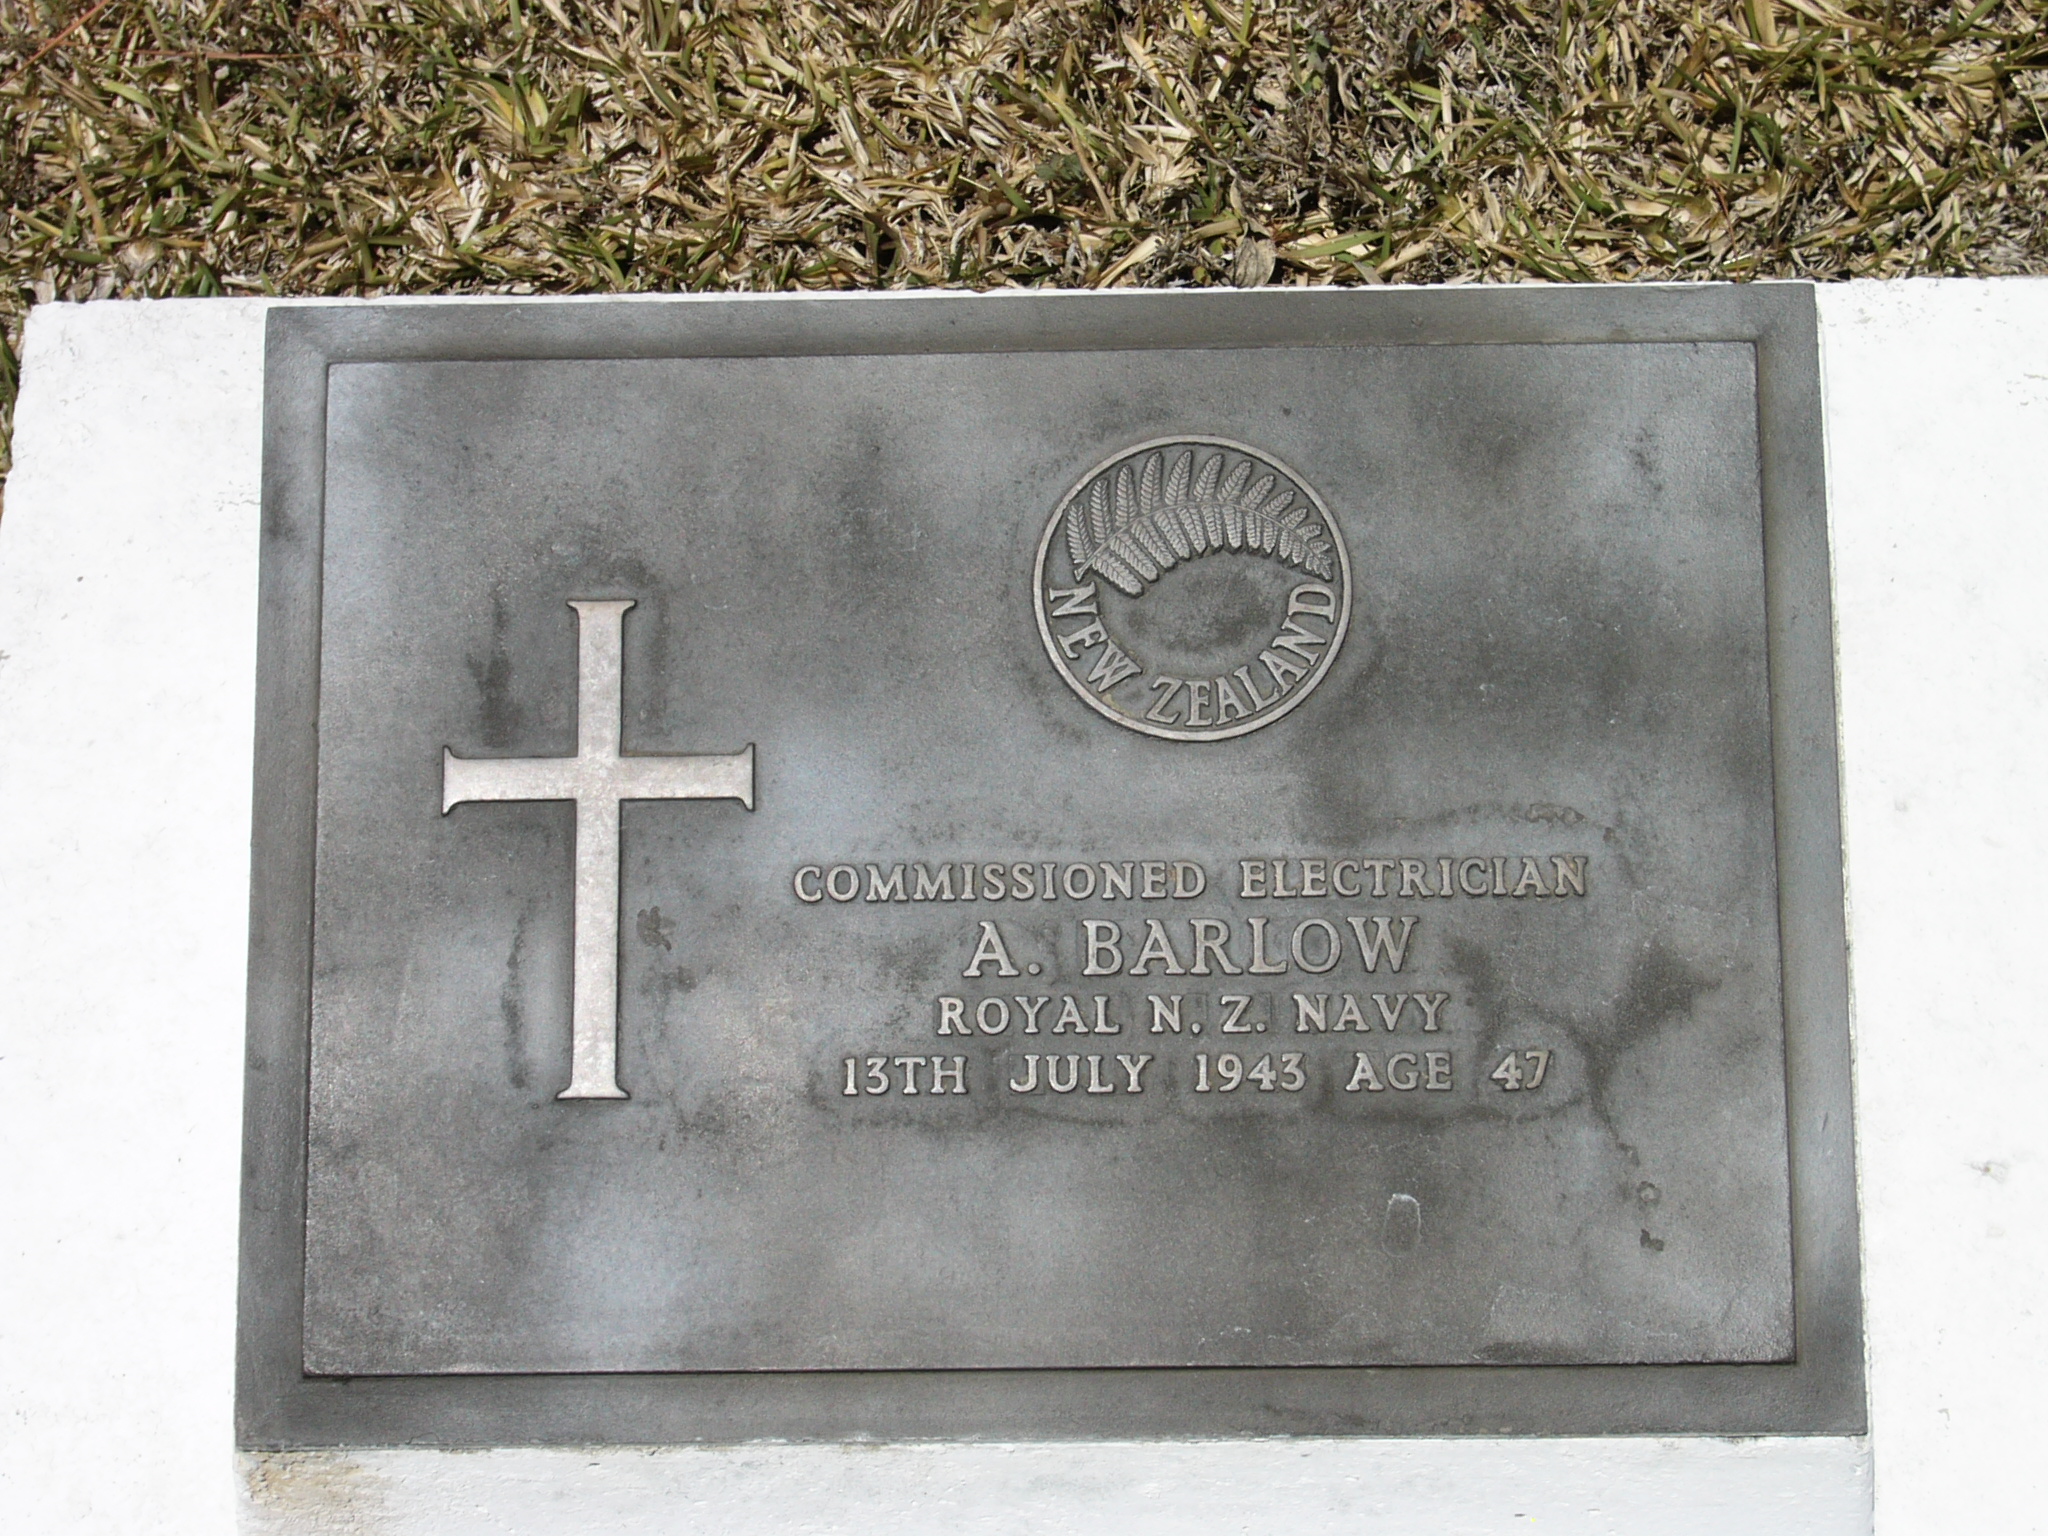 NEW ZEALAND
COMMISSIONED ELECTRICIAN
A. BARLOW
ROYAL N.Z. NAVY
13TH JULY 1943 AGE 47